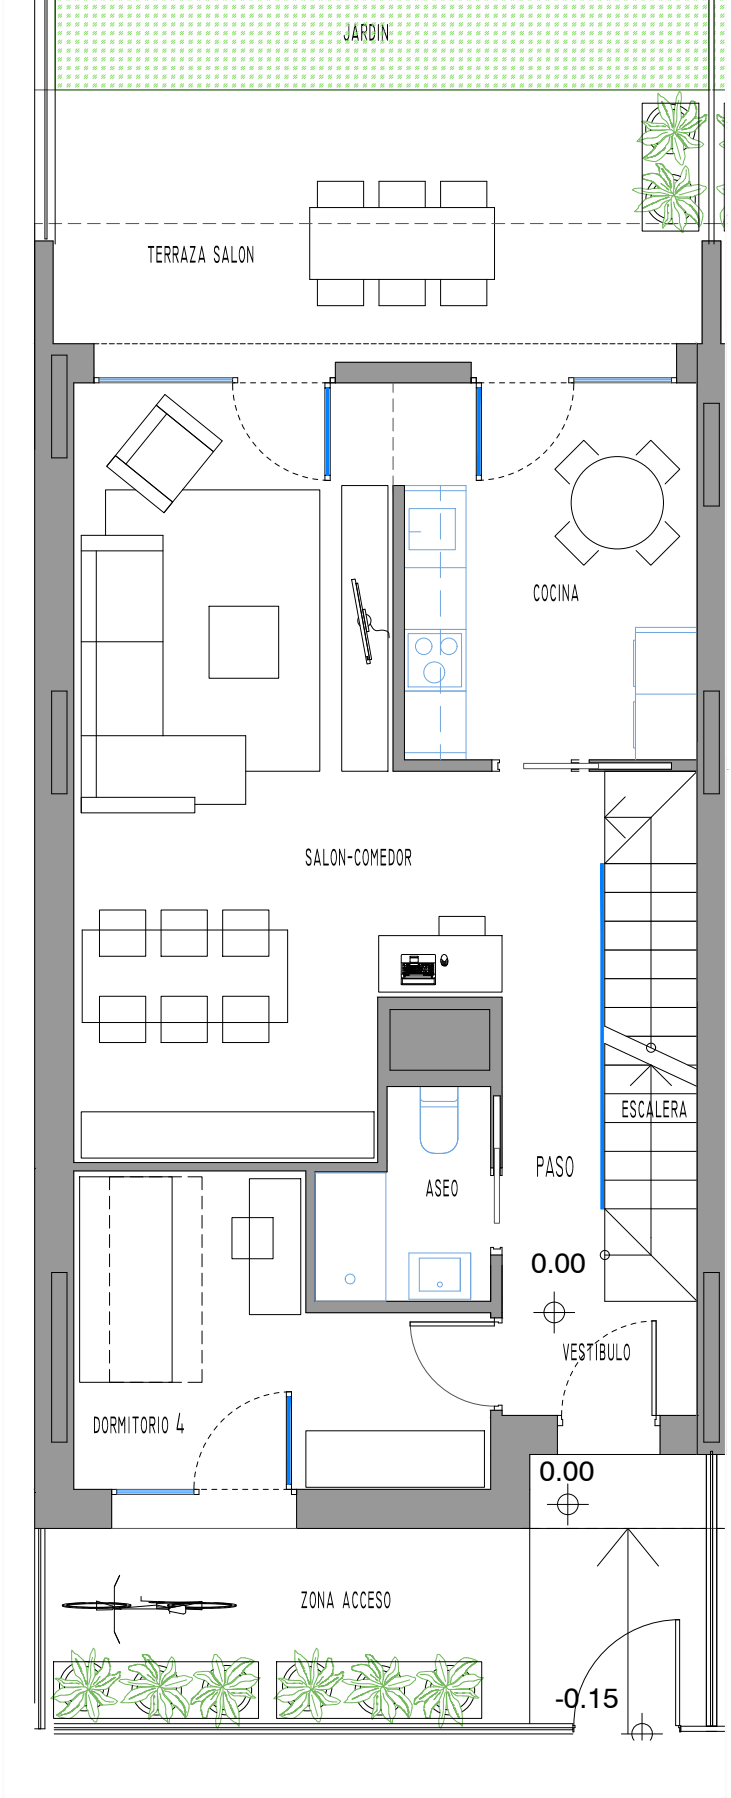 JARDIN
TERRAZA SALON
COCINA
SALON-COMEDOR
ESCALERA
PASO
ASEO
0.00
VESTIBULO
DORMITORIO 4
0.00
ZONA ACCESO
-0.15